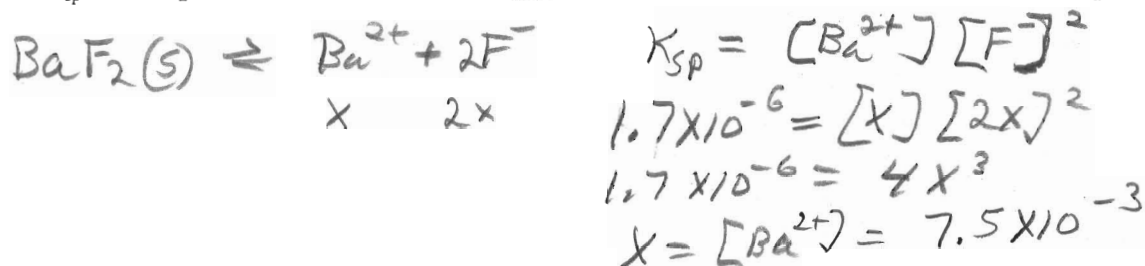 BaF₂(s) ⇌ Ba²⁺ + 2F⁻
x 2x
Ksp = [Ba²⁺][F⁻]²
1.7x10⁻⁶ = [x][2x]²
1.7x10⁻⁶ = 4x³
x = [Ba²⁺] = 7.5x10⁻³